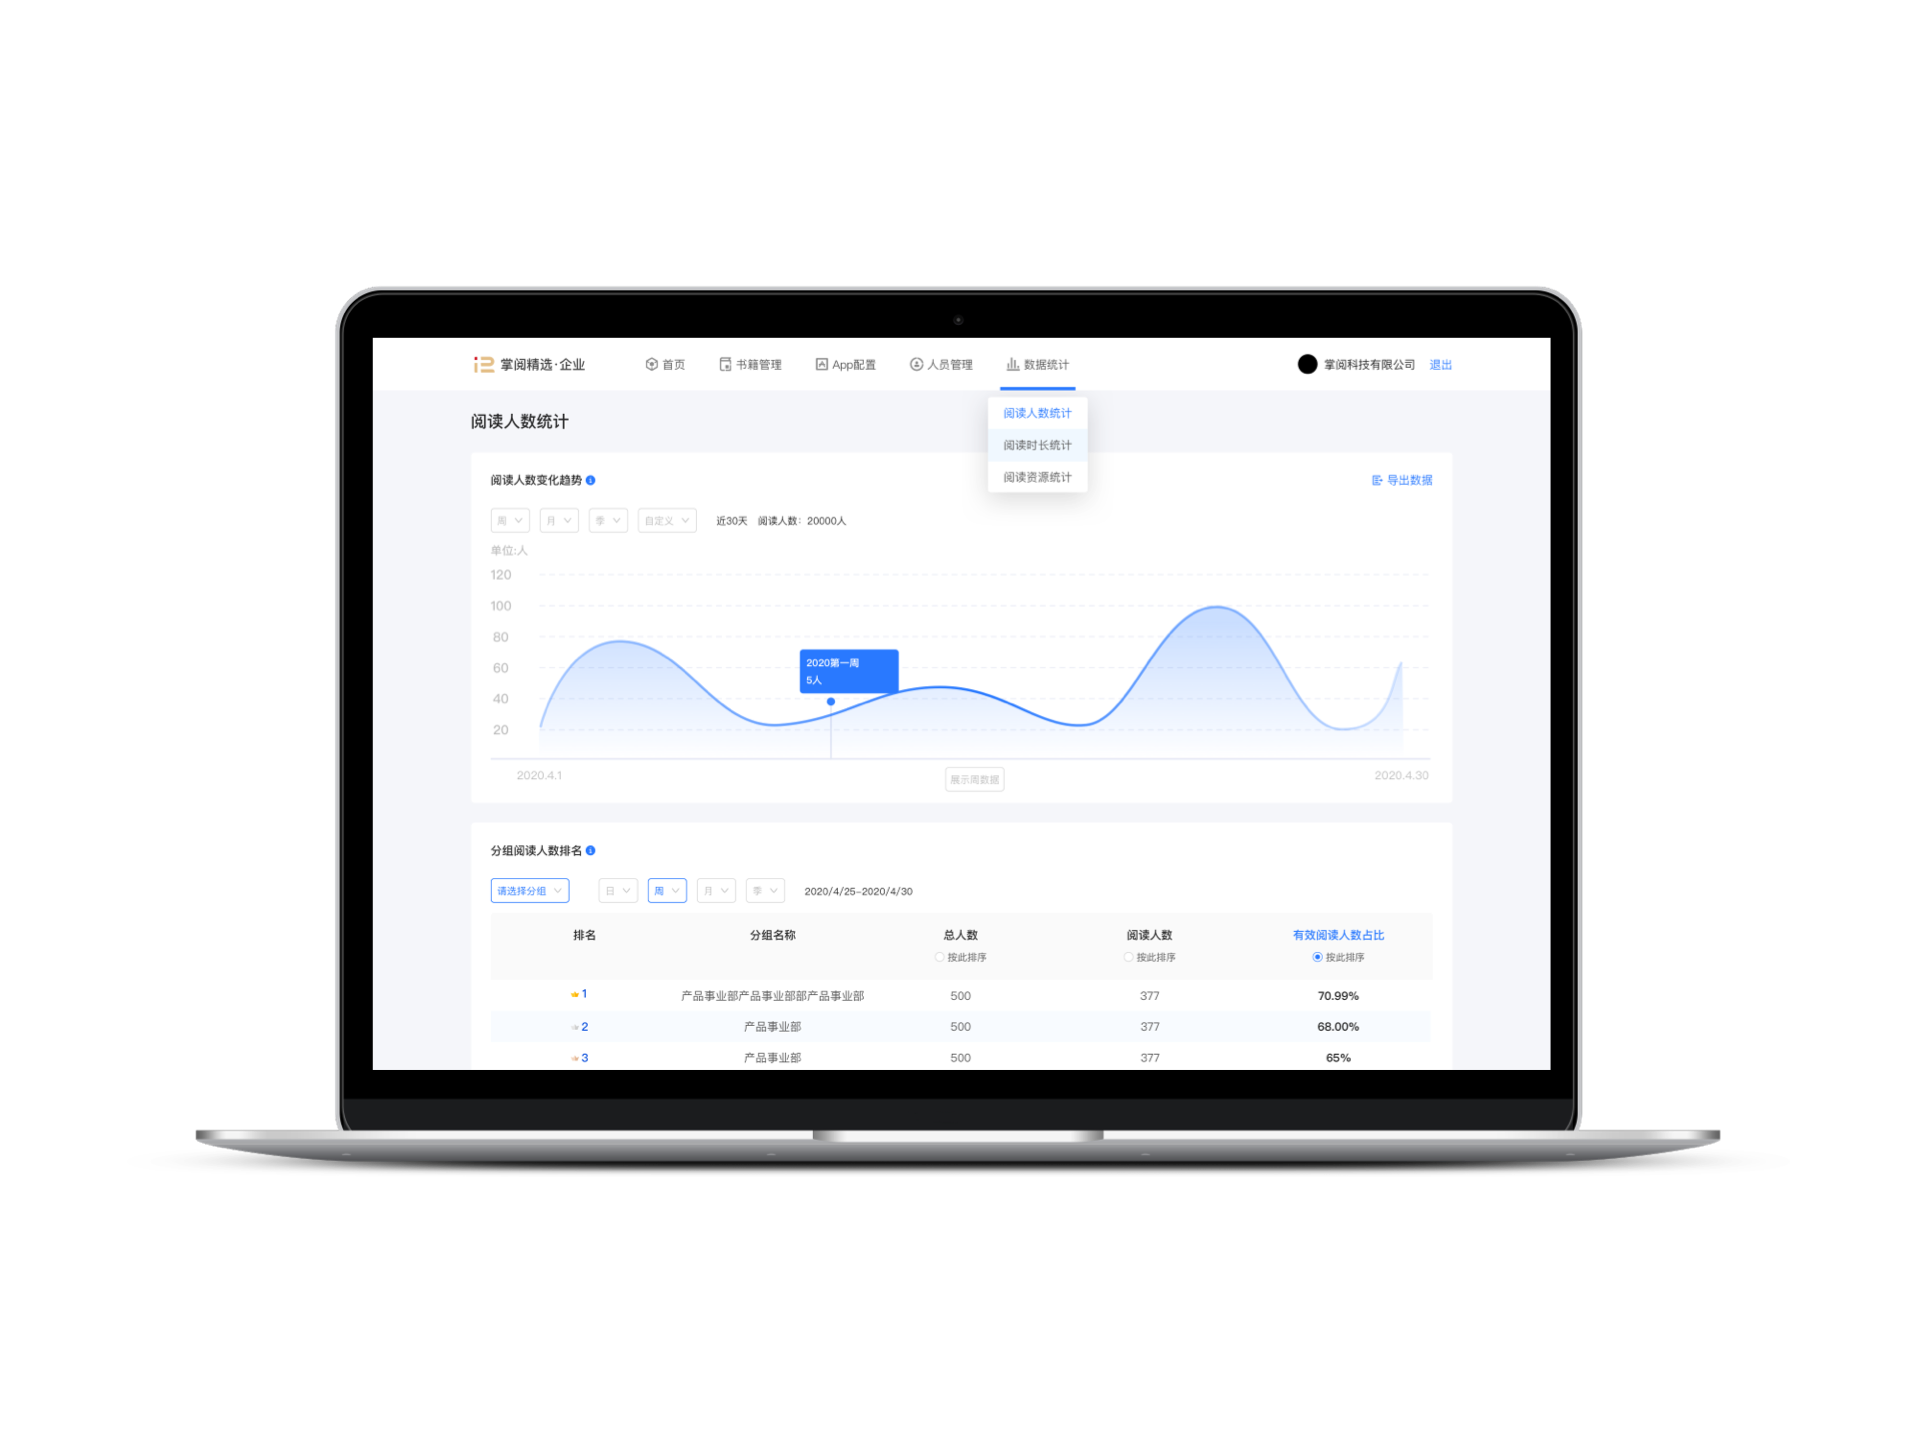 掌阅精选·企业 首页 书籍管理 App配置 人员管理 数据统计 掌阅科技有限公司 退出
阅读人数统计
阅读时长统计
阅读资源统计
阅读人数统计
阅读人数变化趋势 导出数据
周 月 季 自定义 近30天 阅读人数：20000人
单位:人
120
100
80
60
40
20
2020第一周
5人
2020.4.1 展示周数据 2020.4.30
分组阅读人数排名
请选择分组 日 周 月 季 2020/4/25-2020/4/30
排名 分组名称 总人数 阅读人数 有效阅读人数占比
按此排序 按此排序 按此排序
1 产品事业部产品事业部部产品事业部 500 377 70.99%
2 产品事业部 500 377 68.00%
3 产品事业部 500 377 65%